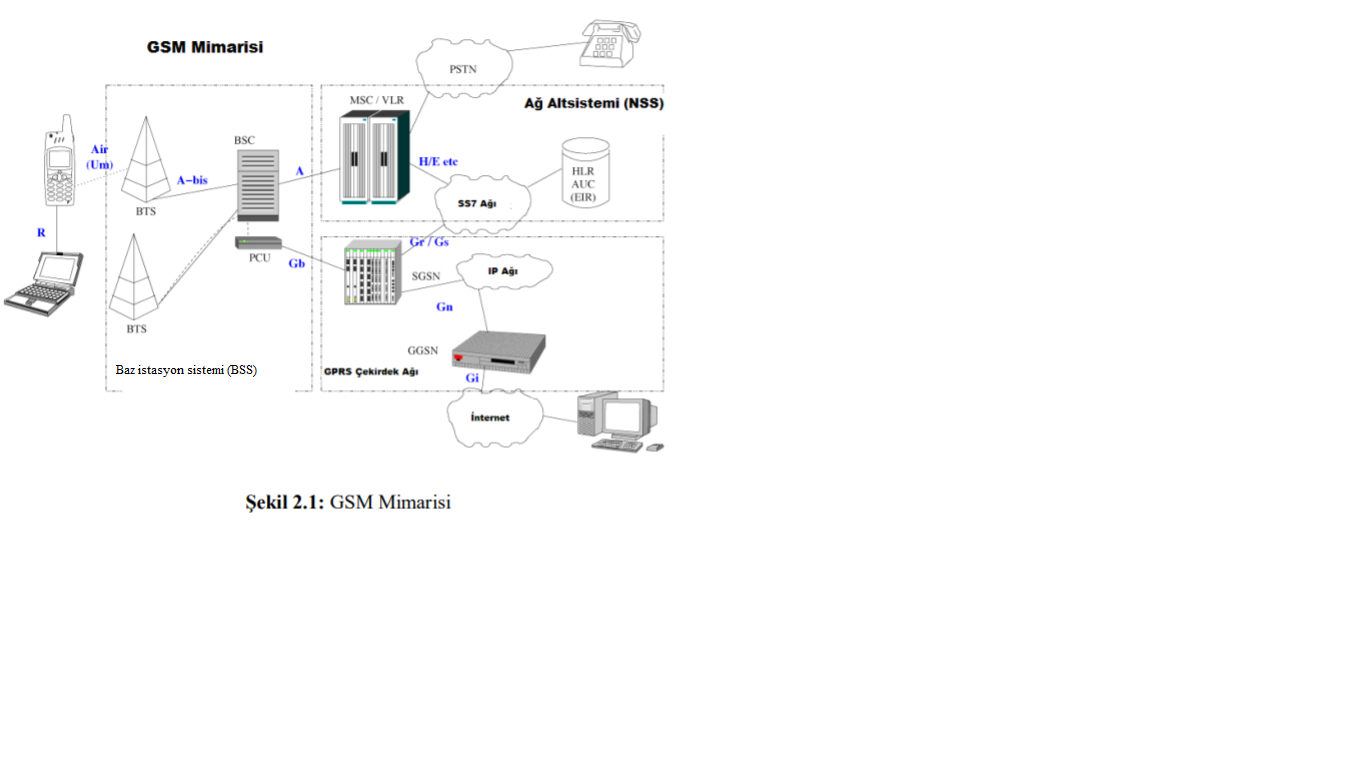 GSM Mimarisi
PSTN
MSC / VLR
Ağ Altsistemi (NSS)
BSC
Air
(Um)
A-bis
A
H/E etc
HLR
AUC
(EIR)
SS7 Ağı
BTS
R
Gr / Gs
PCU
Gb
SGSN
IP Ağı
Gn
BTS
GGSN
Baz istasyon sistemi (BSS)
GPRS Çekirdek Ağı
Gi
İnternet
Şekil 2.1: GSM Mimarisi